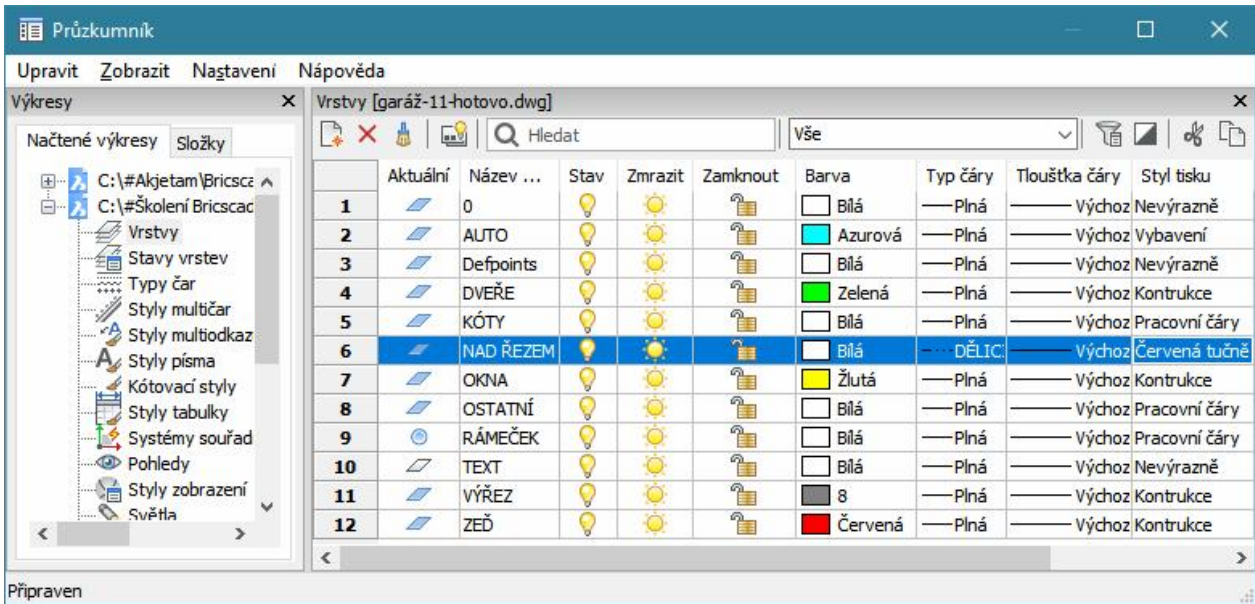 Průzkumník
Upravit Zobrazit Nastavení Nápověda
Výkresy
Načtené výkresy Složky
C:\#Akjetam\Bricsca
C:\#Školení Bricscad
Vrstvy
Stavy vrstev
Typy čar
Styly multičar
Styly multiodkaz
Styly písma
Kótovací styly
Styly tabulky
Systémy souřad
Pohledy
Styly zobrazení
Světla
Vrstvy [garáž-11-hotovo.dwg]
Hledat Vše
Aktuální Název ... Stav Zmrazit Zamknout Barva Typ čáry Tloušťka čáry Styl tisku
1 0 Bílá Plná Výchoz Nevýrazně
2 AUTO Azurová Plná Výchoz Vybavení
3 Defpoints Bílá Plná Výchoz Nevýrazně
4 DVEŘE Zelená Plná Výchoz Kontrukce
5 KÓTY Bílá Plná Výchoz Pracovní čáry
6 NAD ŘEZEM Bílá DĚLIC Výchoz Červená tučně
7 OKNA Žlutá Plná Výchoz Kontrukce
8 OSTATNÍ Bílá Plná Výchoz Pracovní čáry
9 RÁMEČEK Bílá Plná Výchoz Pracovní čáry
10 TEXT Bílá Plná Výchoz Nevýrazně
11 VÝŘEZ 8 Plná Výchoz Kontrukce
12 ZEĎ Červená Plná Výchoz Kontrukce
Připraven